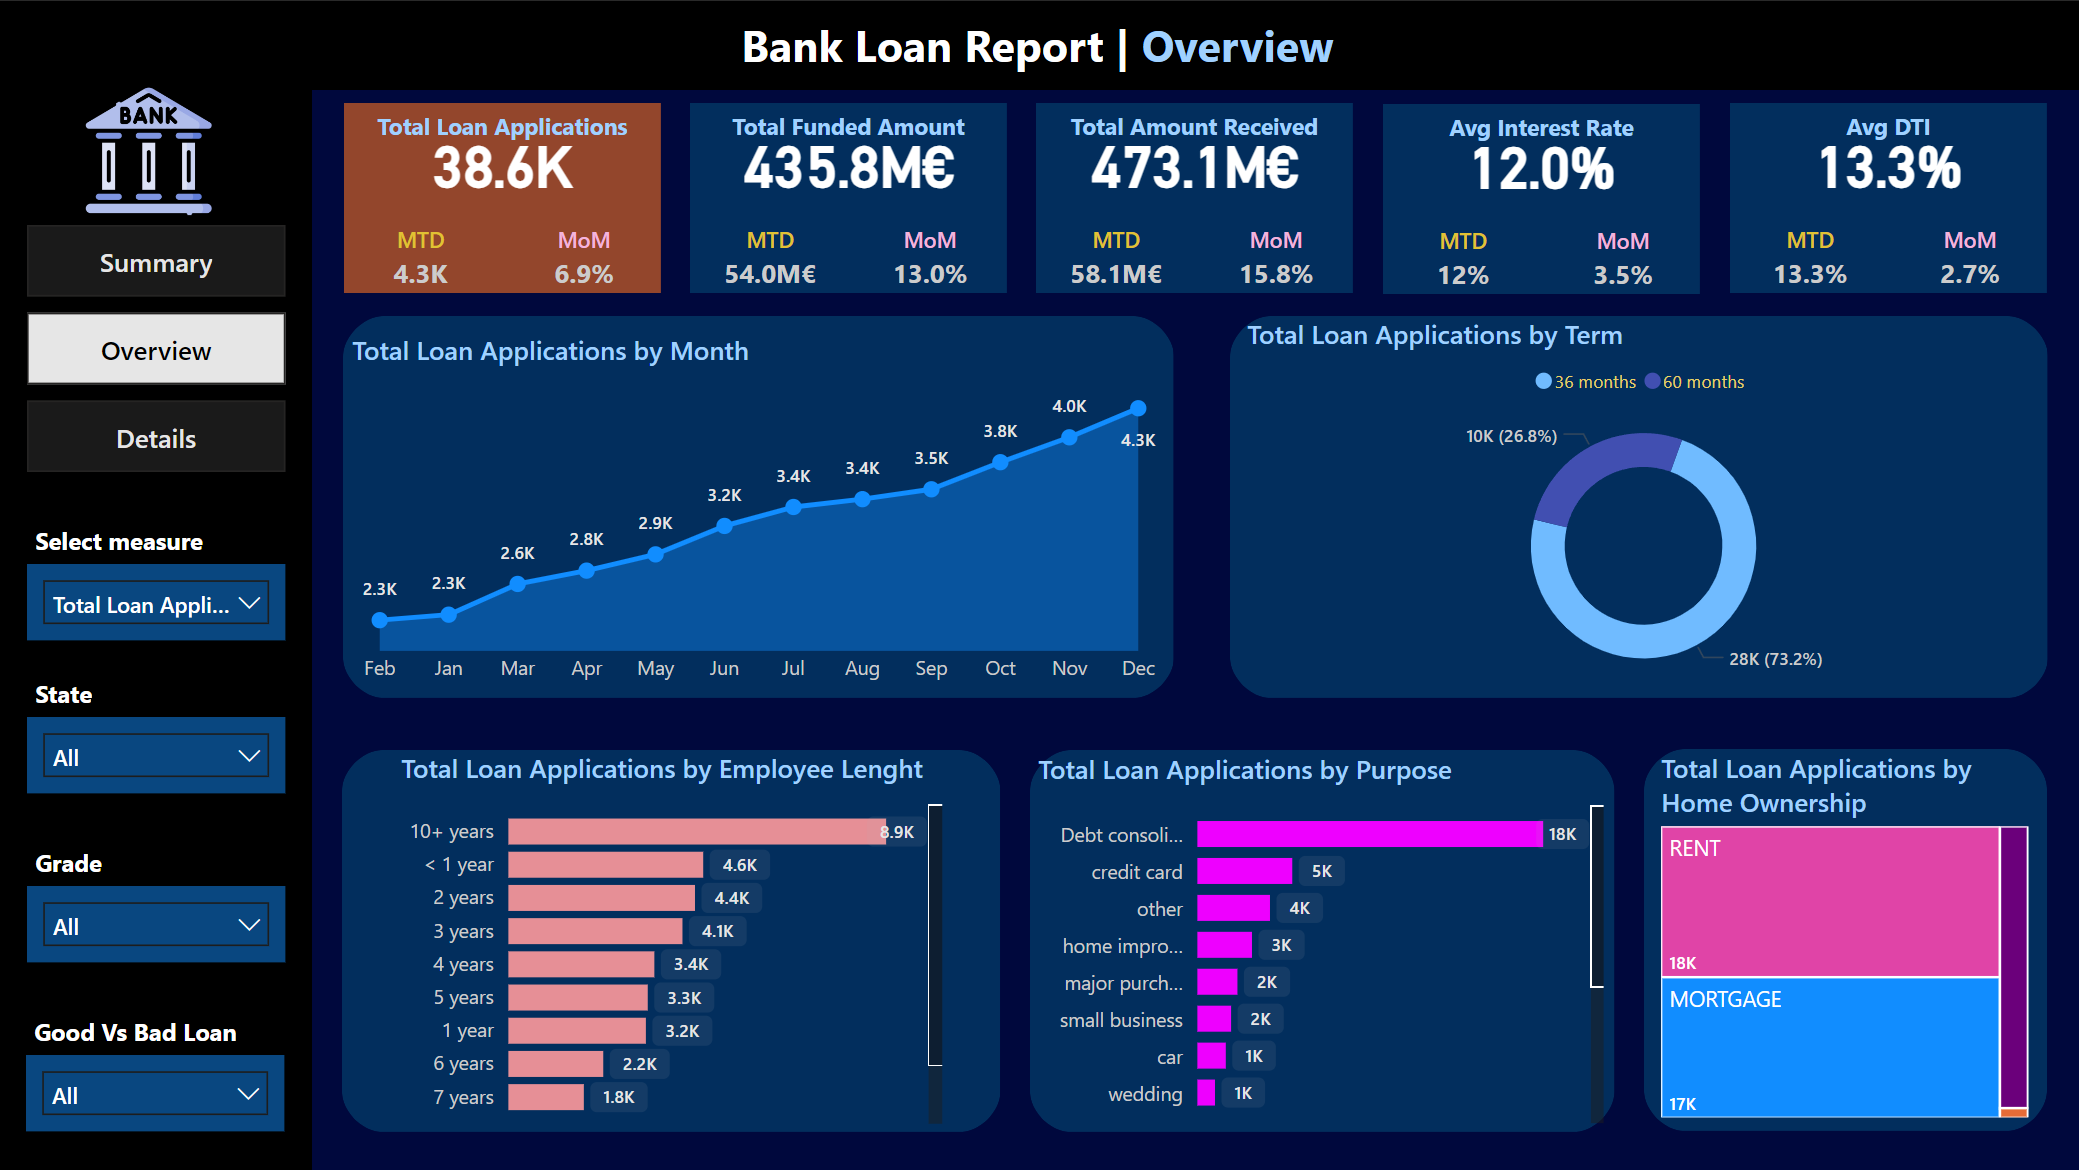 Bank Loan Report | Overview
BANK
Summary
Overview
Details
Select measure
Total Loan Appli...
State
All
Grade
All
Good Vs Bad Loan
All
Total Loan Applications
38.6K
MTD MoM
4.3K 6.9%
Total Funded Amount
435.8M€
MTD MoM
54.0M€ 13.0%
Total Amount Received
473.1M€
MTD MoM
58.1M€ 15.8%
Avg Interest Rate
12.0%
MTD MoM
12% 3.5%
Avg DTI
13.3%
MTD MoM
13.3% 2.7%
Total Loan Applications by Month
2.3K 2.3K 2.6K 2.8K 2.9K 3.2K 3.4K 3.4K 3.5K 3.8K 4.0K 4.3K
Feb Jan Mar Apr May Jun Jul Aug Sep Oct Nov Dec
Total Loan Applications by Term
36 months 60 months
10K (26.8%)
28K (73.2%)
Total Loan Applications by Employee Lenght
10+ years 8.9K
< 1 year 4.6K
2 years 4.4K
3 years 4.1K
4 years 3.4K
5 years 3.3K
1 year 3.2K
6 years 2.2K
7 years 1.8K
Total Loan Applications by Purpose
Debt consoli... 18K
credit card 5K
other 4K
home impro... 3K
major purch... 2K
small business 2K
car 1K
wedding 1K
Total Loan Applications by
Home Ownership
RENT
18K
MORTGAGE
17K